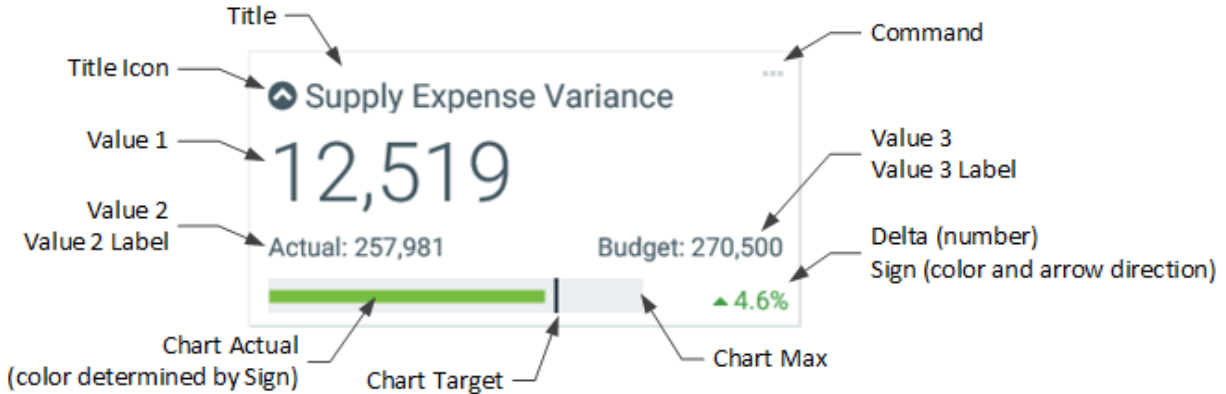 Title
Command
Title Icon
Supply Expense Variance
Value 1
12,519
Value 3
Value 3 Label
Value 2
Value 2 Label
Actual: 257,981
Budget: 270,500
Delta (number)
Sign (color and arrow direction)
4.6%
Chart Actual
(color determined by Sign)
Chart Target
Chart Max